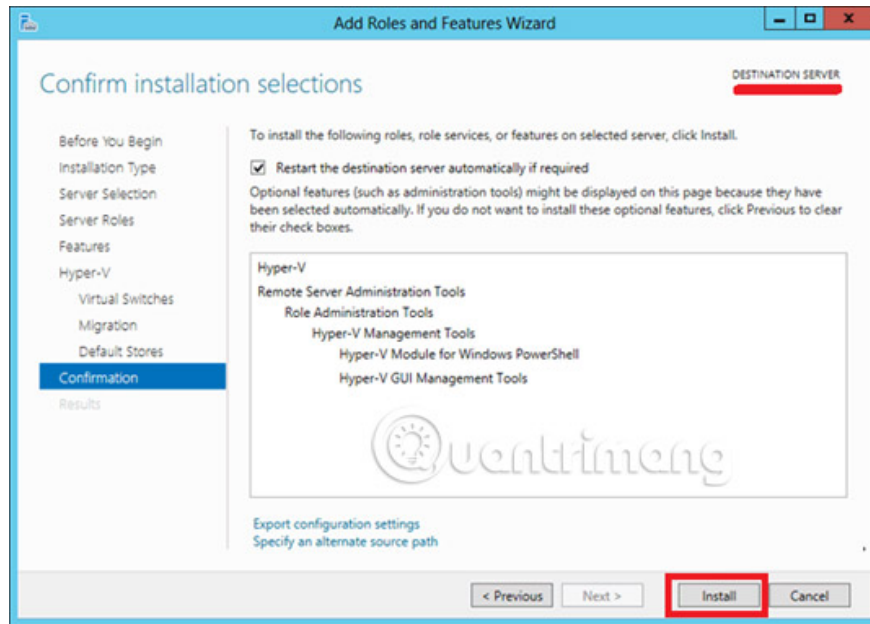 Add Roles and Features Wizard
Confirm installation selections
DESTINATION SERVER
Before You Begin
Installation Type
Server Selection
Server Roles
Features
Hyper-V
Virtual Switches
Migration
Default Stores
Confirmation
Results
To install the following roles, role services, or features on selected server, click Install.
Restart the destination server automatically if required
Optional features (such as administration tools) might be displayed on this page because they have
been selected automatically. If you do not want to install these optional features, click Previous to clear
their check boxes.
Hyper-V
Remote Server Administration Tools
Role Administration Tools
Hyper-V Management Tools
Hyper-V Module for Windows PowerShell
Hyper-V GUI Management Tools
Quantrimang
Export configuration settings
Specify an alternate source path
< Previous
Next >
Install
Cancel